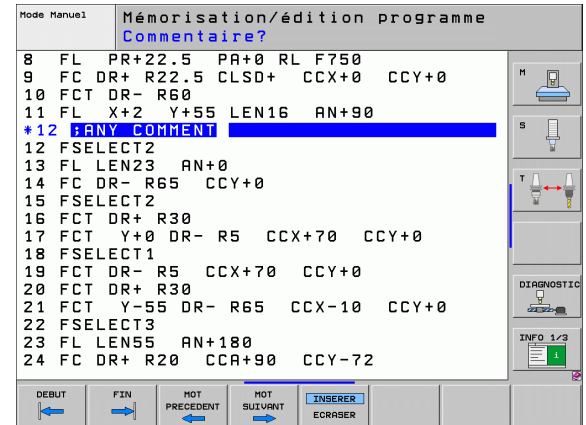 Mode Manuel
Mémorisation/édition programme
Commentaire?
8 FL PR+22.5 PA+0 RL F750
9 FC DR+ R22.5 CLSD+ CCX+0 CCY+0
10 FCT DR- R60
11 FL X+2 Y+55 LEN16 AN+90
*12 ;ANY COMMENT
12 FSELECT2
13 FL LEN23 AN+0
14 FC DR- R65 CCY+0
15 FSELECT2
16 FCT DR+ R30
17 FCT Y+0 DR- R5 CCX+70 CCY+0
18 FSELECT1
19 FCT DR- R5 CCX+70 CCY+0
20 FCT DR+ R30
21 FCT Y-55 DR- R65 CCX-10 CCY+0
22 FSELECT3
23 FL LEN55 AN+180
24 FC DR+ R20 CCA+90 CCY-72
M
S
T
DIAGNOSTIC
INFO 1/3
i
DEBUT
FIN
MOT
PRECEDENT
MOT
SUIVANT
INSERER
ECRASER